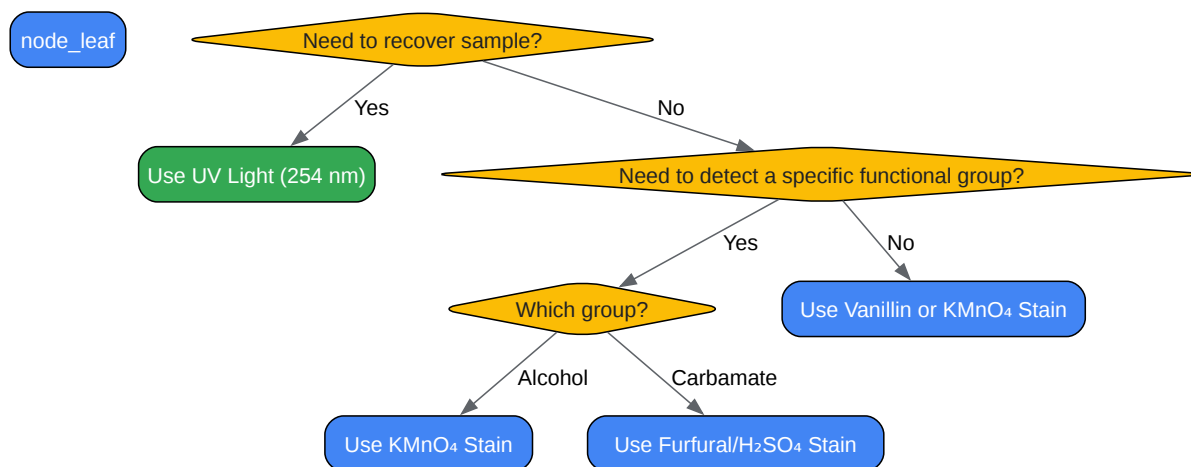 node_leaf
Need to recover sample?
Yes
No
Use UV Light (254 nm)
Need to detect a specific functional group?
Yes
No
Which group?
Use Vanillin or KMnO₄ Stain
Alcohol
Carbamate
Use KMnO₄ Stain
Use Furfural/H₂SO₄ Stain